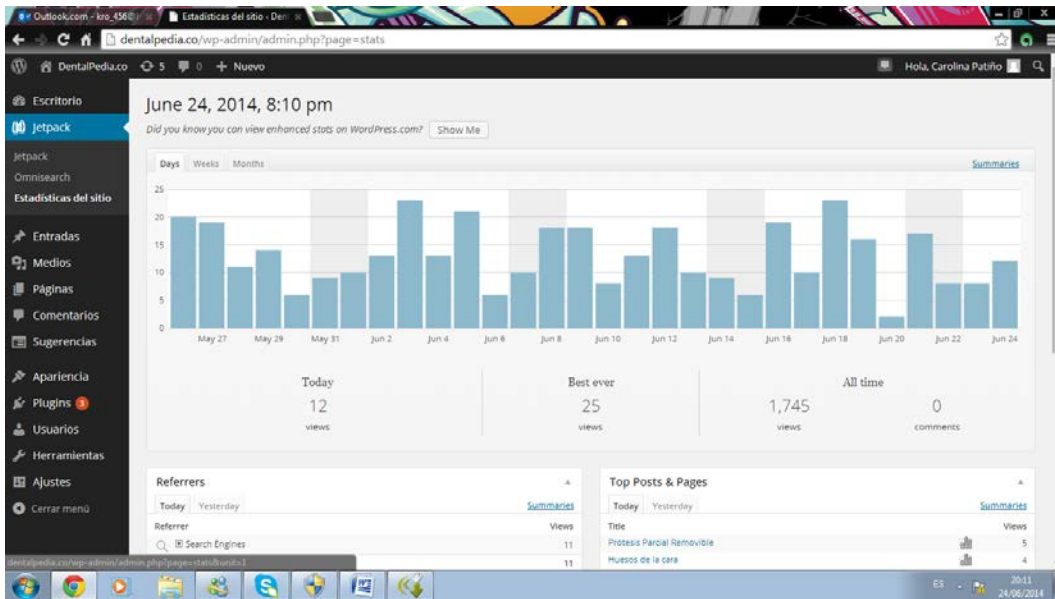 Outlook.com - kro_456@
Estadísticas del sitio ‹ Den
dentalpedia.co/wp-admin/admin.php?page=stats
DentalPedia.co 5 0 + Nuevo
Hola, Carolina Patiño
Escritorio
Jetpack
Jetpack
Omnisearch
Estadísticas del sitio
Entradas
Medios
Páginas
Comentarios
Sugerencias
Apariencia
Plugins 3
Usuarios
Herramientas
Ajustes
Cerrar menú
June 24, 2014, 8:10 pm
Did you know you can view enhanced stats on WordPress.com? Show Me
Days Weeks Months Summaries
25
20
15
10
5
0
May 27 May 29 May 31 Jun 2 Jun 4 Jun 6 Jun 8 Jun 10 Jun 12 Jun 14 Jun 16 Jun 18 Jun 20 Jun 22 Jun 24
Today Best ever All time
12 25 1,745 0
views views views comments
Referrers
Today Yesterday Summaries
Referrer Views
Search Engines 11
11
Top Posts & Pages
Today Yesterday Summaries
Title Views
Protesis Parcial Removible 5
Huesos de la cara 4
dentalpedia.co/wp-admin/admin.php?page=stats&unit=1
ES
20:11
24/06/2014